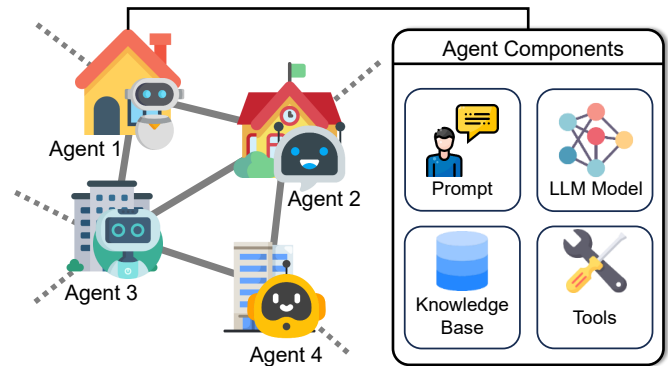 Agent Components
Agent 1
Agent 2
Agent 3
Agent 4
Prompt
LLM Model
Knowledge
Base
Tools